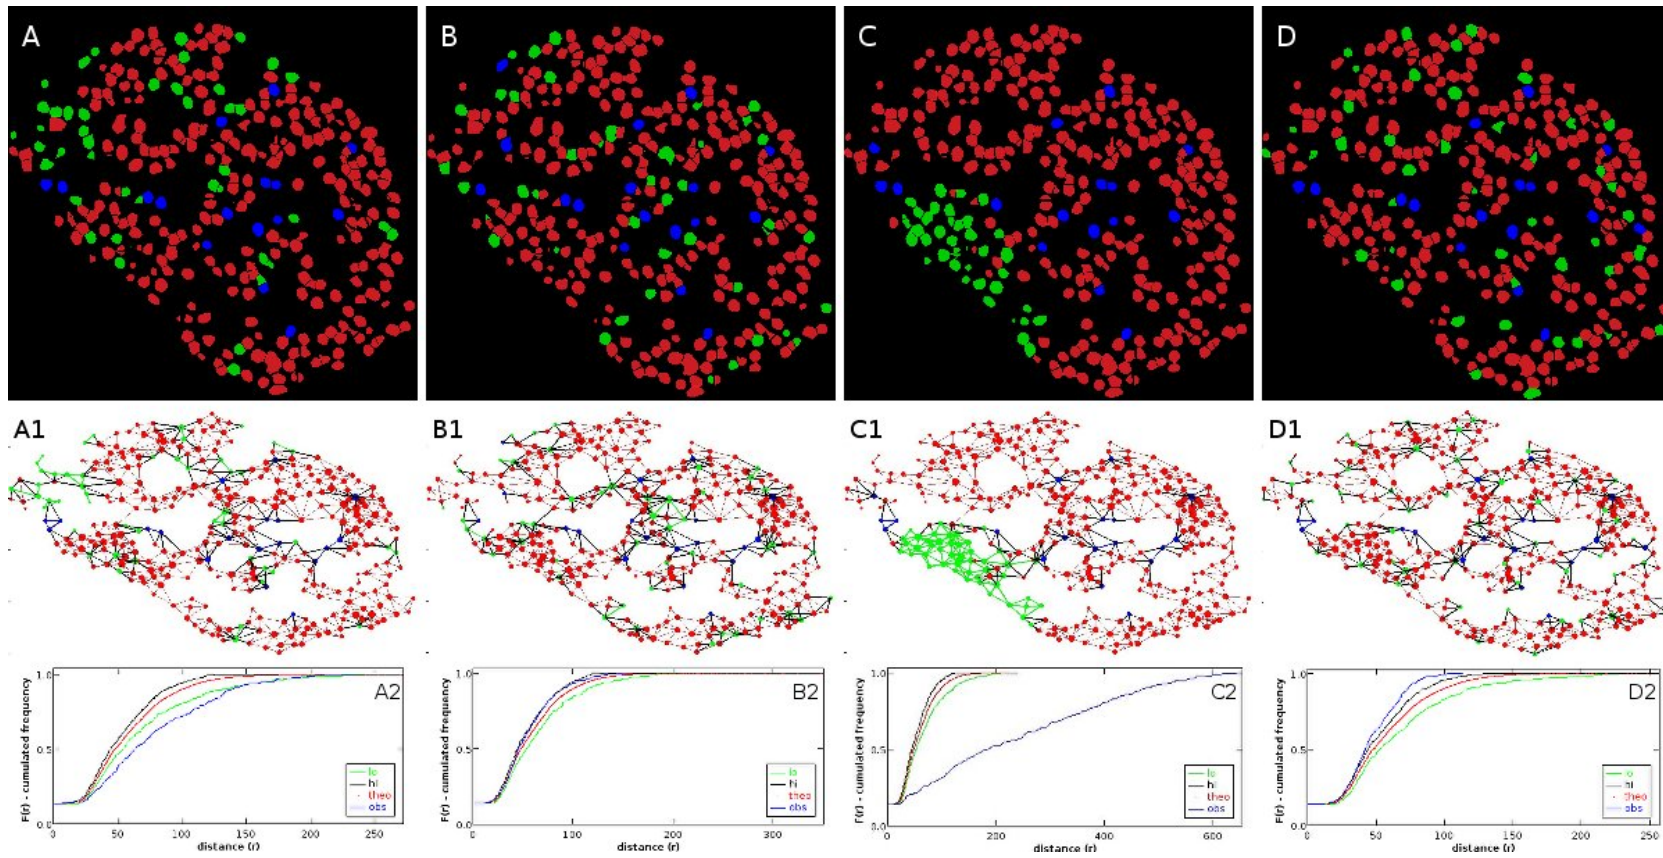 A
B
C
D
A1
B1
C1
D1
F(r) - cumulated frequency
1.0
0.5
0.0
A2
lo
hi
theo
obs
0
50
100
150
200
250
distance (r)
F(r) - cumulated frequency
1.0
0.5
0.0
B2
lo
hi
theo
obs
0
100
200
300
distance (r)
F(r) - cumulated frequency
1.0
0.5
0.0
C2
lo
hi
theo
obs
0
200
400
600
distance (r)
F(r) - cumulated frequency
1.0
0.5
0.0
D2
lo
hi
theo
obs
0
50
100
150
200
250
distance (r)